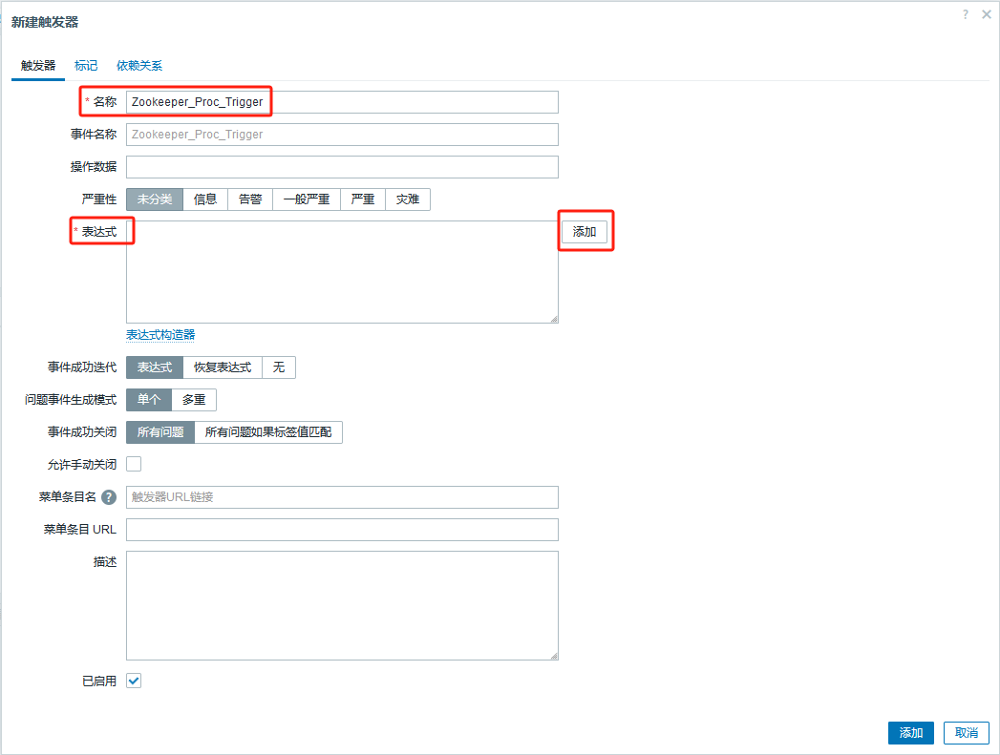 新建触发器
? ×
触发器 标记 依赖关系
* 名称 Zookeeper_Proc_Trigger
事件名称 Zookeeper_Proc_Trigger
操作数据
严重性 未分类 信息 告警 一般严重 严重 灾难
* 表达式 添加
表达式构造器
事件成功迭代 表达式 恢复表达式 无
问题事件生成模式 单个 多重
事件成功关闭 所有问题 所有问题如果标签值匹配
允许手动关闭
菜单条目名 ? 触发器URL链接
菜单条目 URL
描述
已启用
添加 取消